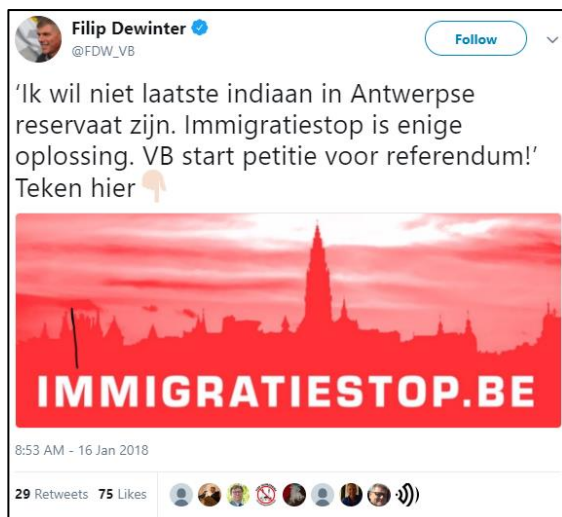 Filip Dewinter
@FDW_VB
Follow
‘Ik wil niet laatste indiaan in Antwerpse
reservaat zijn. Immigratiestop is enige
oplossing. VB start petitie voor referendum!’
Teken hier
IMMIGRATIESTOP.BE
8:53 AM - 16 Jan 2018
29 Retweets 75 Likes